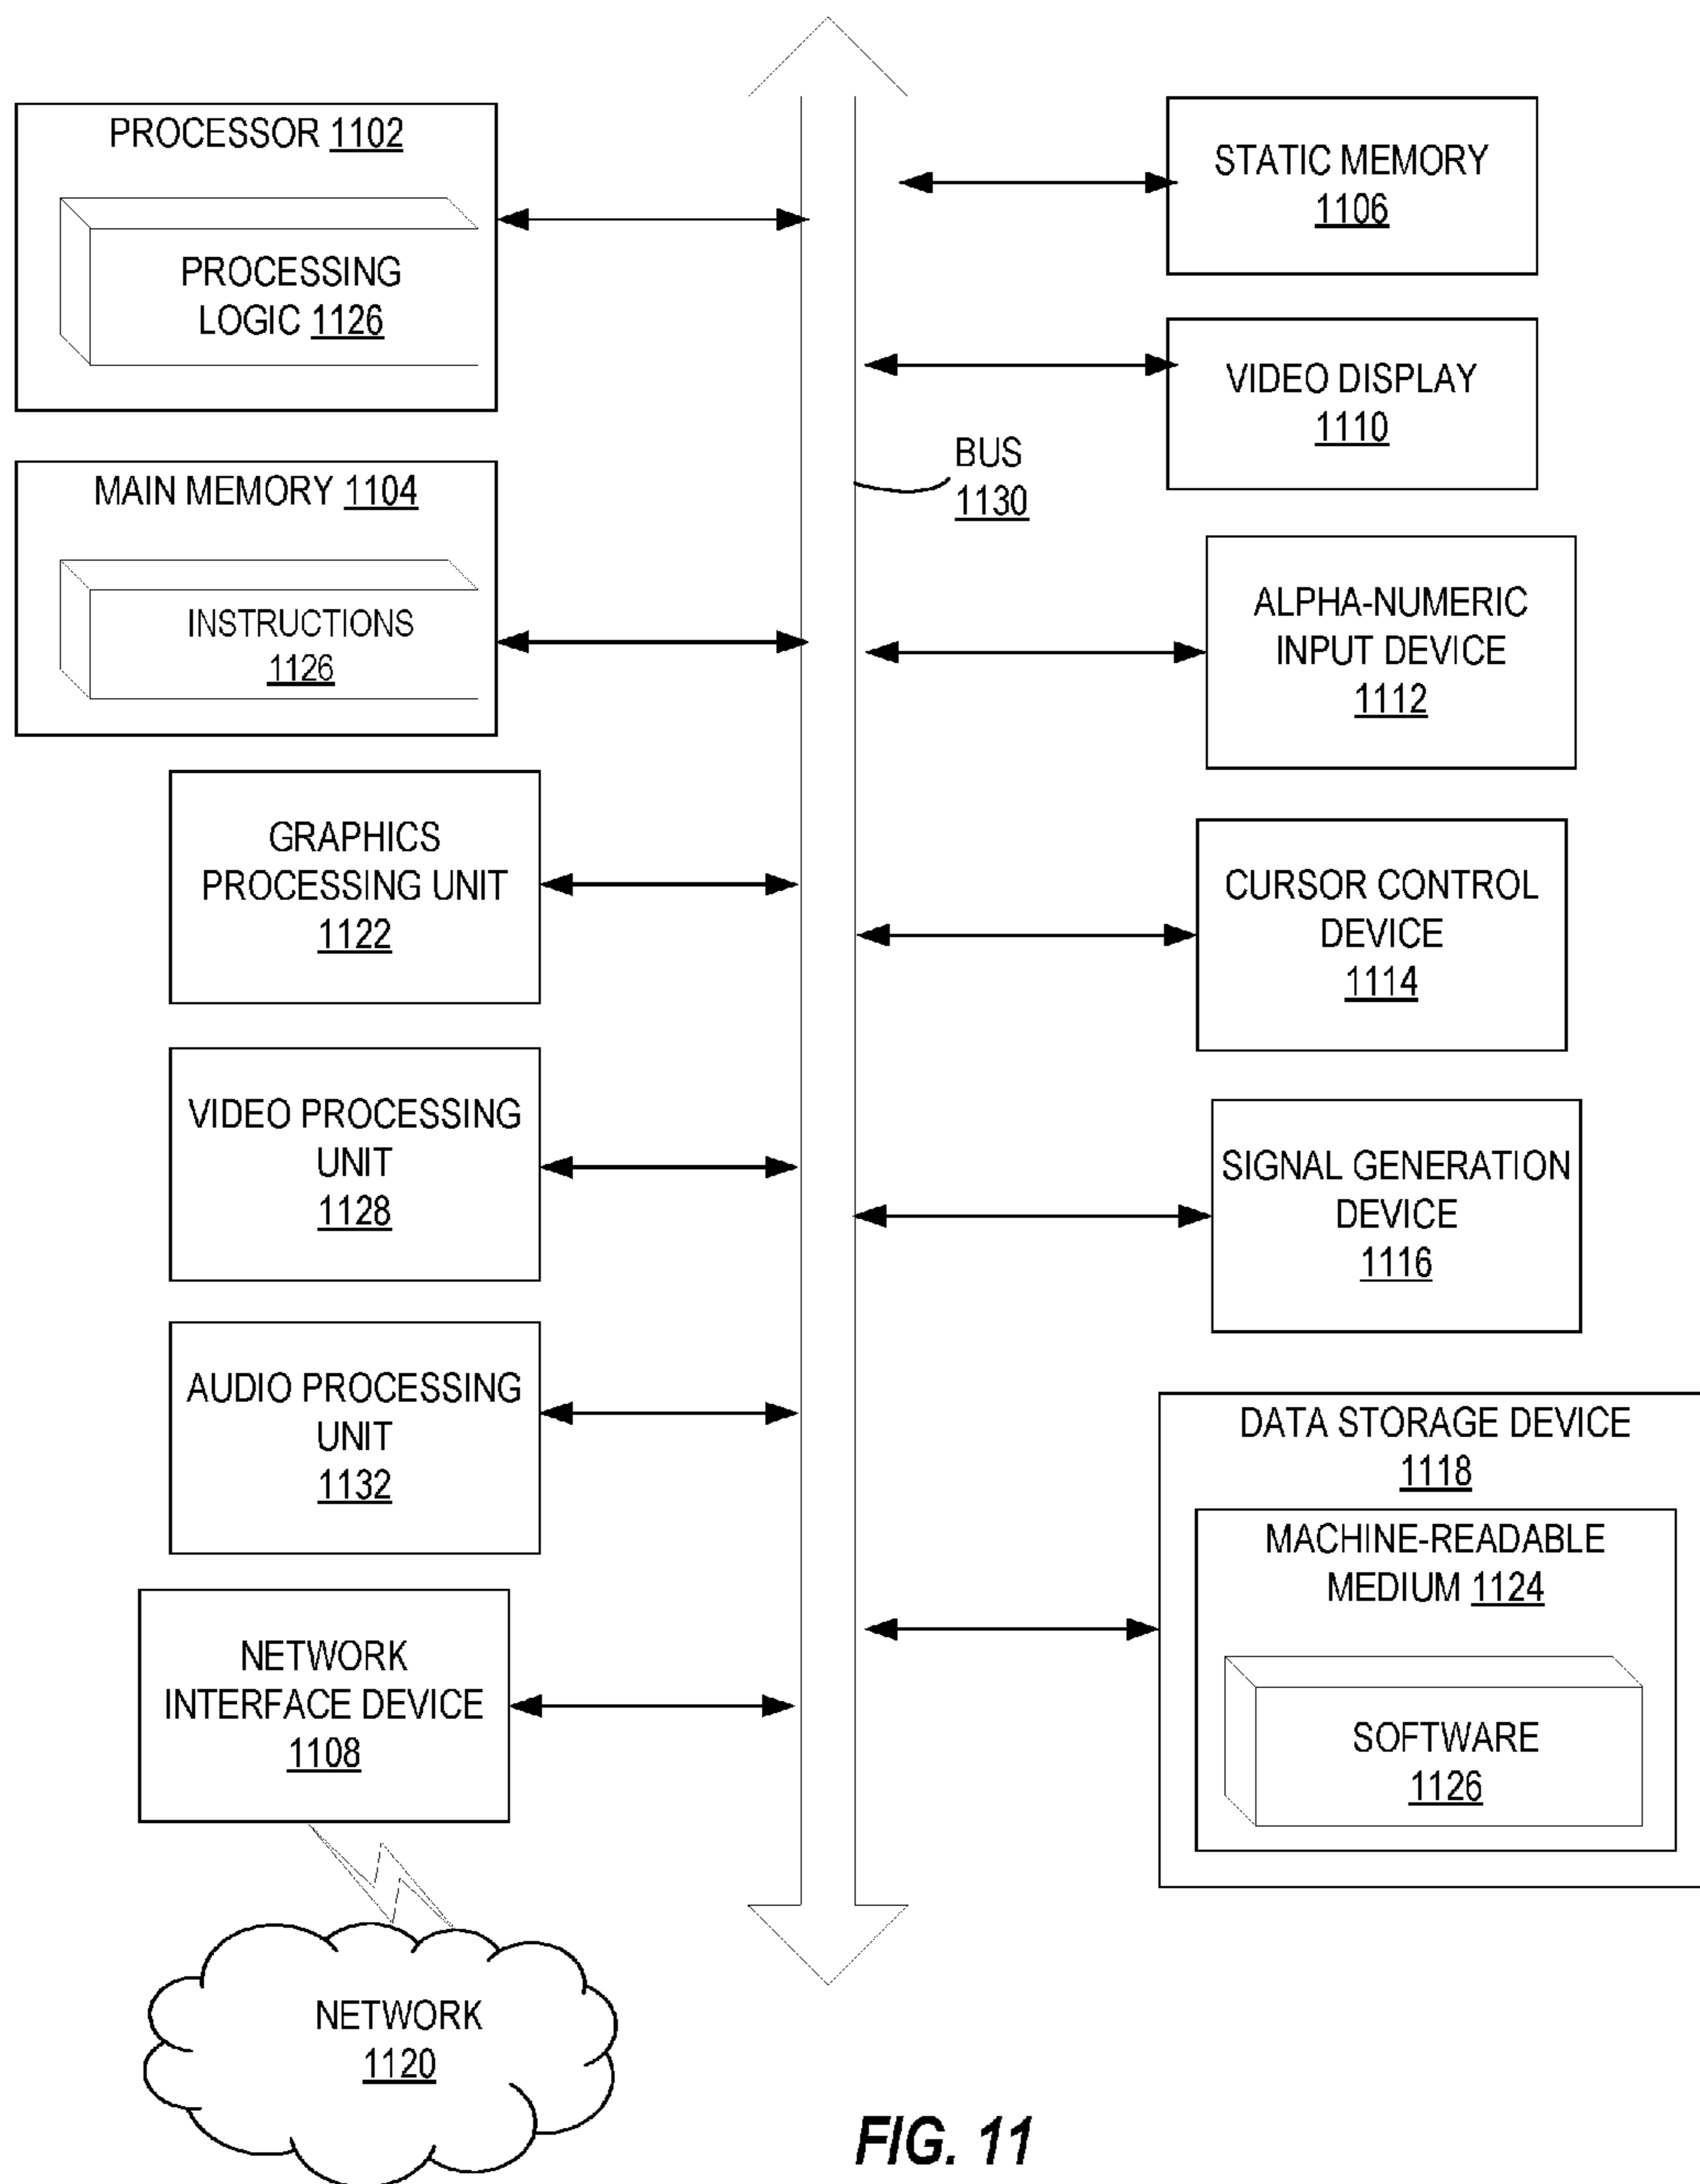 PROCESSOR 1102
PROCESSING
LOGIC 1126
MAIN MEMORY 1104
INSTRUCTIONS
1126
GRAPHICS
PROCESSING UNIT
1122
VIDEO PROCESSING
UNIT
1128
AUDIO PROCESSING
UNIT
1132
NETWORK
INTERFACE DEVICE
1108
NETWORK
1120
BUS
1130
STATIC MEMORY
1106
VIDEO DISPLAY
1110
ALPHA-NUMERIC
INPUT DEVICE
1112
CURSOR CONTROL
DEVICE
1114
SIGNAL GENERATION
DEVICE
1116
DATA STORAGE DEVICE
1118
MACHINE-READABLE
MEDIUM 1124
SOFTWARE
1126
FIG. 11